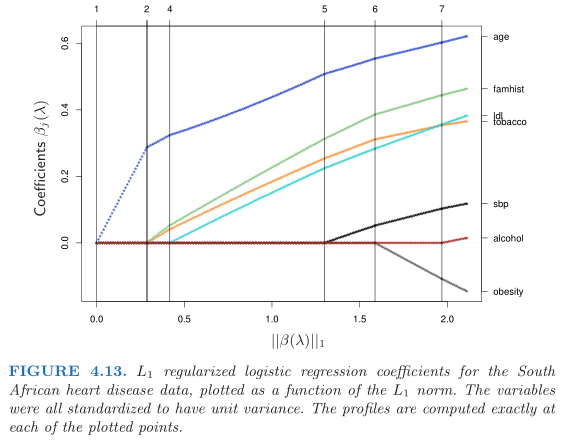 1 2 4 5 6 7
0.6
0.4
0.2
0.0
Coefficients βj(λ)
age
famhist
ldl
tobacco
sbp
alcohol
obesity
0.0 0.5 1.0 1.5 2.0
||β(λ)||1
FIGURE 4.13. L1 regularized logistic regression coefficients for the South
African heart disease data, plotted as a function of the L1 norm. The variables
were all standardized to have unit variance. The profiles are computed exactly at
each of the plotted points.